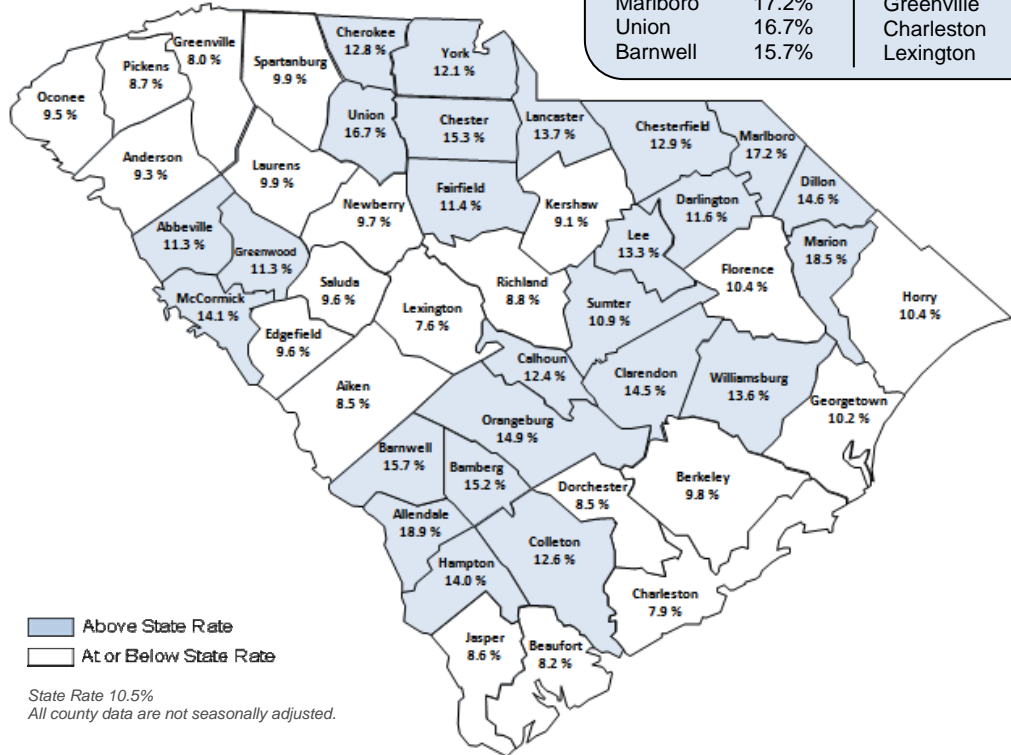 Marlboro 17.2% Greenville
Union 16.7% Charleston
Barnwell 15.7% Lexington
Cherokee
12.8 %
York
12.1 %
Greenville
8.0 %
Spartanburg
9.9 %
Pickens
8.7 %
Oconee
9.5 %
Union
16.7 %
Chester
15.3 %
Lancaster
13.7 %
Chesterfield
12.9 %
Marlboro
17.2 %
Anderson
9.3 %
Laurens
9.9 %
Dillon
14.6 %
Fairfield
11.4 %
Kershaw
9.1 %
Darlington
11.6 %
Newberry
9.7 %
Abbeville
11.3 %
Greenwood
11.3 %
Lee
13.3 %
Marion
18.5 %
Florence
10.4 %
Saluda
9.6 %
Richland
8.8 %
McCormick
14.1 %
Lexington
7.6 %
Sumter
10.9 %
Horry
10.4 %
Edgefield
9.6 %
Calhoun
12.4 %
Clarendon
14.5 %
Williamsburg
13.6 %
Aiken
8.5 %
Georgetown
10.2 %
Orangeburg
14.9 %
Barnwell
15.7 %
Bamberg
15.2 %
Berkeley
9.8 %
Dorchester
8.5 %
Allendale
18.9 %
Colleton
12.6 %
Hampton
14.0 %
Charleston
7.9 %
Jasper
8.6 %
Beaufort
8.2 %
Above State Rate
At or Below State Rate
State Rate 10.5%
All county data are not seasonally adjusted.